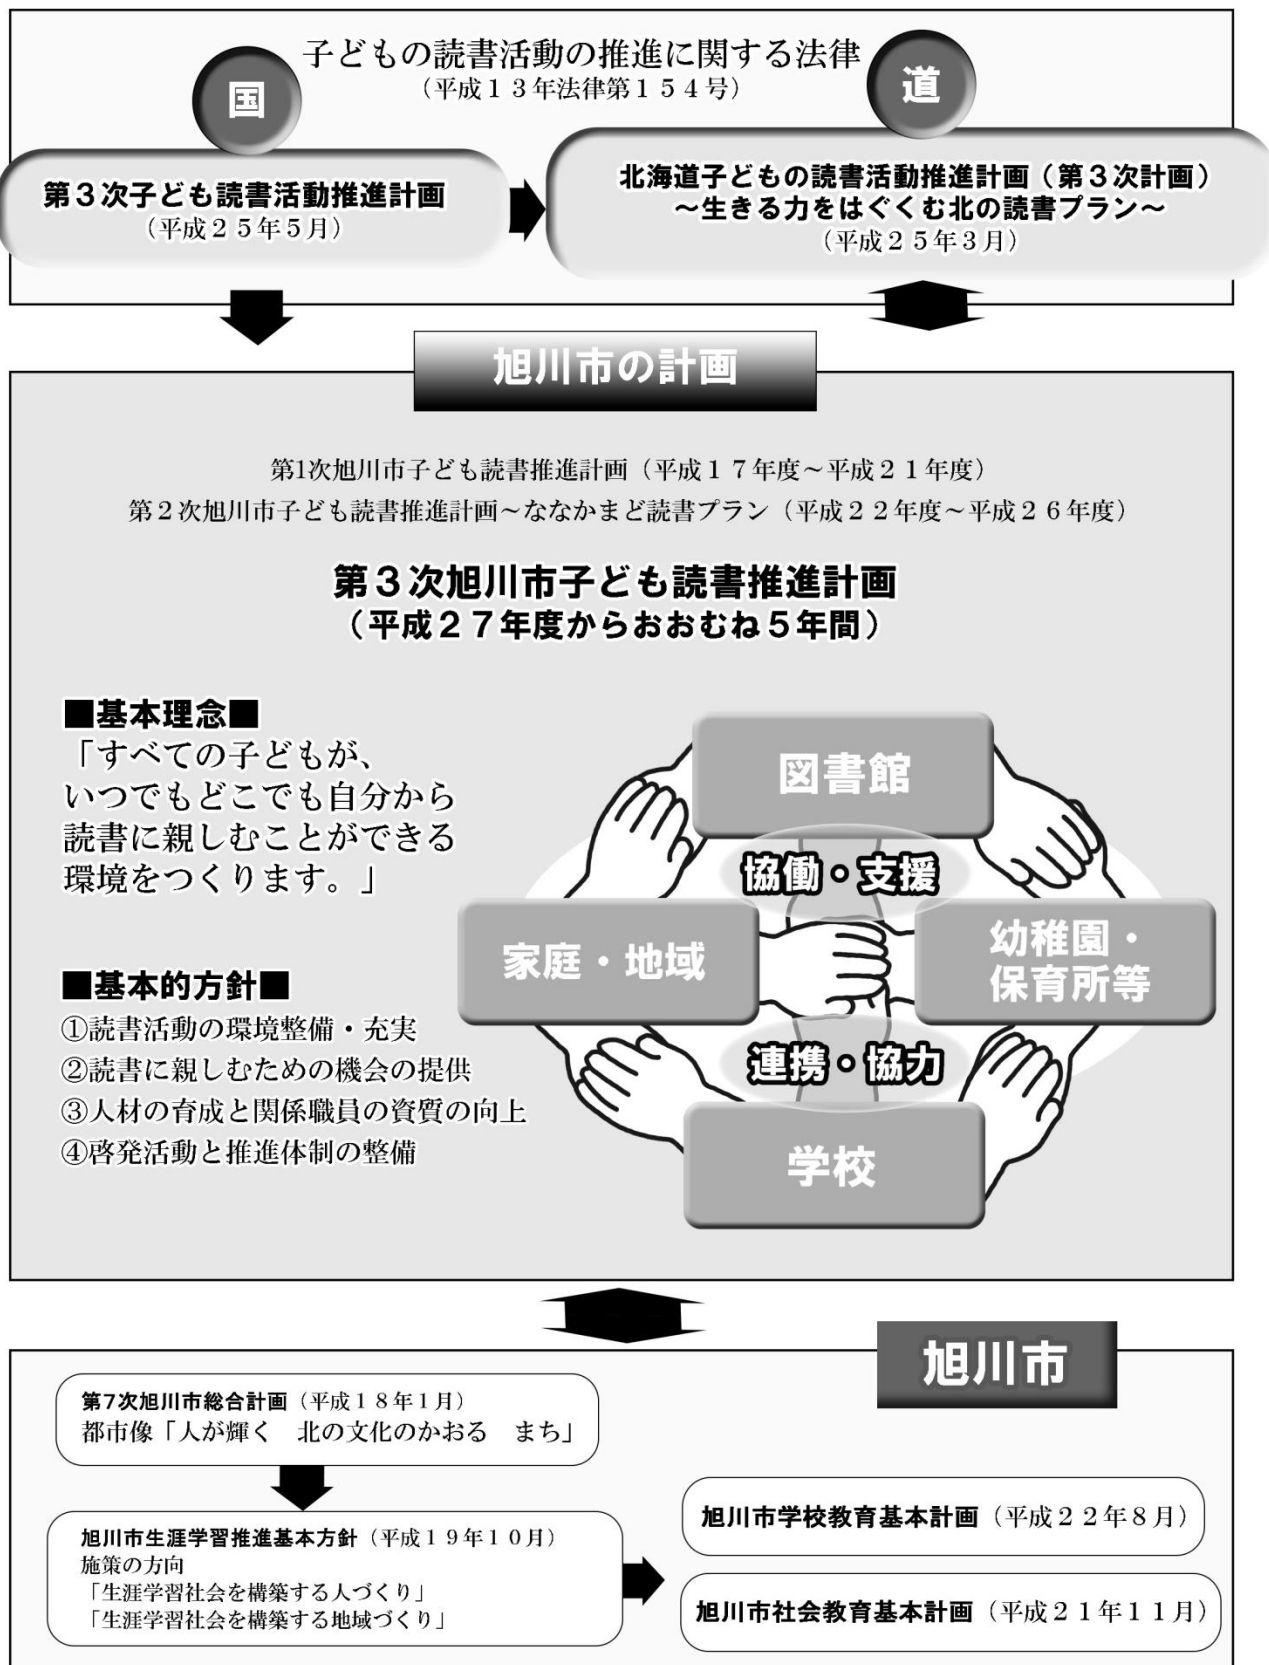 子どもの読書活動の推進に関する法律
（平成１３年法律第１５４号）
国
道
第３次子ども読書活動推進計画
（平成２５年５月）
北海道子どもの読書活動推進計画（第３次計画）
～生きる力をはぐくむ北の読書プラン～
（平成２５年３月）
旭川市の計画
第1次旭川市子ども読書推進計画（平成１７年度～平成２１年度）
第２次旭川市子ども読書推進計画～ななかまど読書プラン（平成２２年度～平成２６年度）
第３次旭川市子ども読書推進計画
（平成２７年度からおおむね５年間）
■基本理念■
「すべての子どもが、
いつでもどこでも自分から
読書に親しむことができる
環境をつくります。」
■基本的方針■
①読書活動の環境整備・充実
②読書に親しむための機会の提供
③人材の育成と関係職員の資質の向上
④啓発活動と推進体制の整備
図書館
協働・支援
家庭・地域
幼稚園・
保育所等
連携・協力
学校
旭川市
第7次旭川市総合計画（平成１８年１月）
都市像「人が輝く　北の文化のかおる　まち」
旭川市生涯学習推進基本方針（平成１９年１０月）
施策の方向
「生涯学習社会を構築する人づくり」
「生涯学習社会を構築する地域づくり」
旭川市学校教育基本計画（平成２２年８月）
旭川市社会教育基本計画（平成２１年１１月）